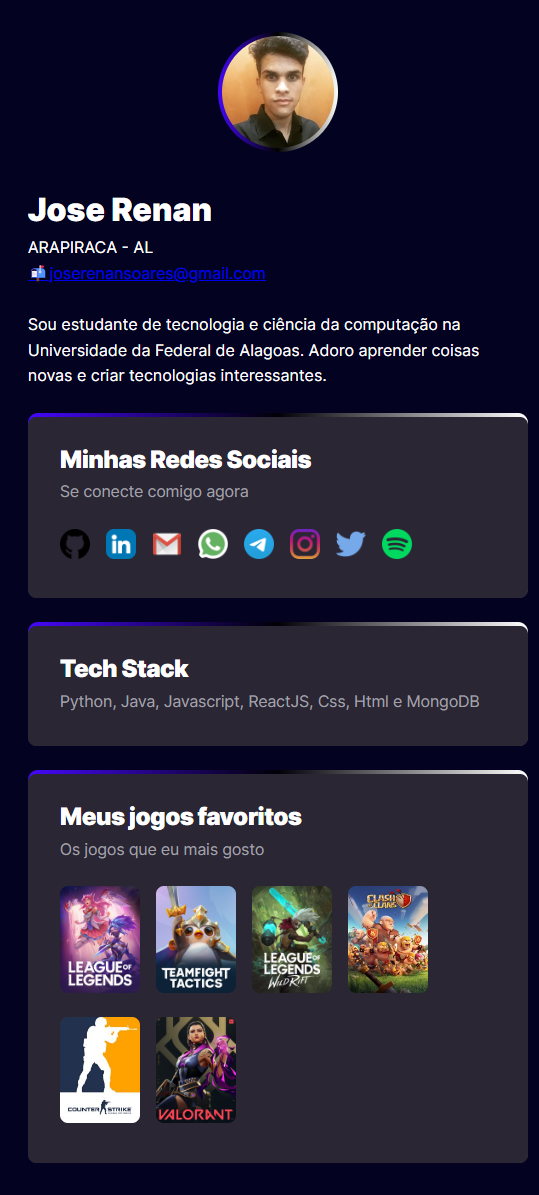 Jose Renan
ARAPIRACA - AL
joserenansoares@gmail.com
Sou estudante de tecnologia e ciência da computação na
Universidade da Federal de Alagoas. Adoro aprender coisas
novas e criar tecnologias interessantes.
Minhas Redes Sociais
Se conecte comigo agora
in
Tech Stack
Python, Java, Javascript, ReactJS, Css, Html e MongoDB
Meus jogos favoritos
Os jogos que eu mais gosto
LEAGUE OF
LEGENDS
TEAMFIGHT
TACTICS
LEAGUE OF
LEGENDS
WILD RIFT
CLASH OF
CLANS
COUNTER STRIKE
VALORANT